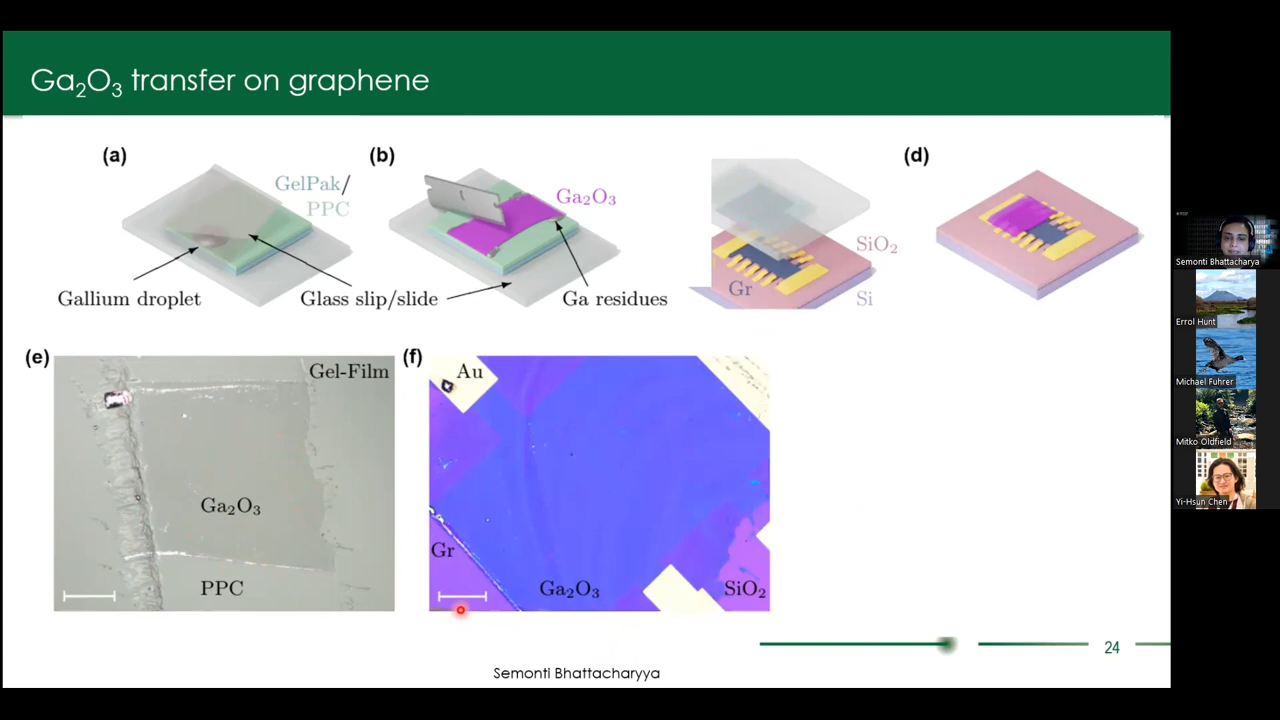 Ga₂O₃ transfer on graphene
(a)
GelPak/
PPC
Gallium droplet
Glass slip/slide
(b)
Ga₂O₃
Ga residues
SiO₂
Gr
Si
(d)
(e)
Gel-Film
Ga₂O₃
PPC
(f)
Au
Gr
Ga₂O₃
SiO₂
24
Semonti Bhattacharyya
Semonti Bhattacharya
Errol Hunt
Michael Fuhrer
Mitko Oldfield
Yi-Hsun Chen